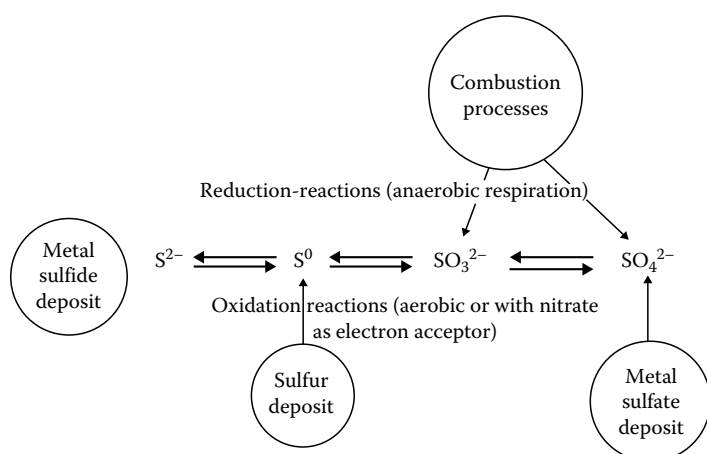 Combustion
processes
Reduction-reactions (anaerobic respiration)
Metal
sulfide
deposit
S²⁻
S⁰
SO₃²⁻
SO₄²⁻
Oxidation reactions (aerobic or with nitrate
as electron acceptor)
Sulfur
deposit
Metal
sulfate
deposit